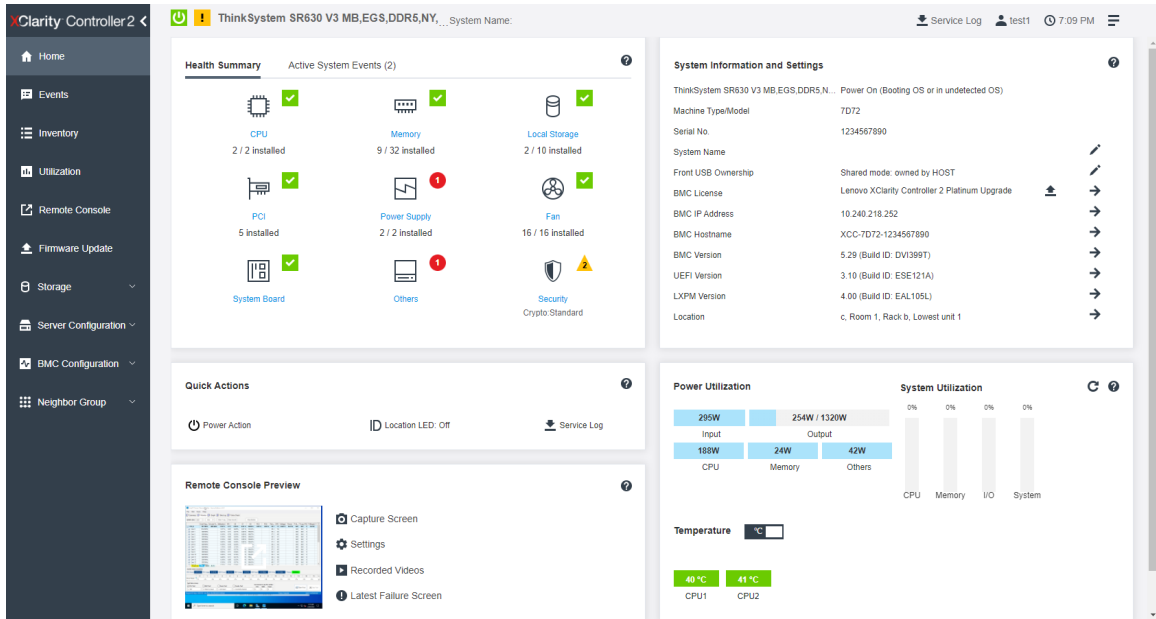 XClarity Controller 2
ThinkSystem SR630 V3 MB,EGS,DDR5,NY,... System Name:
Service Log
test1
7:09 PM
Home
Events
Inventory
Utilization
Remote Console
Firmware Update
Storage
Server Configuration
BMC Configuration
Neighbor Group
Health Summary
Active System Events (2)
CPU
2 / 2 installed
Memory
9 / 32 installed
Local Storage
2 / 10 installed
PCI
5 installed
1
Power Supply
2 / 2 installed
Fan
16 / 16 installed
System Board
1
Others
2
Security
Crypto:Standard
System Information and Settings
ThinkSystem SR630 V3 MB,EGS,DDR5,N... Power On (Booting OS or in undetected OS)
Machine Type/Model 7D72
Serial No. 1234567890
System Name
Front USB Ownership Shared mode: owned by HOST
BMC License Lenovo XClarity Controller 2 Platinum Upgrade
BMC IP Address 10.240.218.252
BMC Hostname XCC-7D72-1234567890
BMC Version 5.29 (Build ID: DVI399T)
UEFI Version 3.10 (Build ID: ESE121A)
LXPM Version 4.00 (Build ID: EAL105L)
Location c, Room 1, Rack b, Lowest unit 1
Quick Actions
Power Action
Location LED: Off
Service Log
Remote Console Preview
Capture Screen
Settings
Recorded Videos
Latest Failure Screen
Power Utilization
295W
254W / 1320W
Input
Output
188W
24W
42W
CPU
Memory
Others
System Utilization
0%
0%
0%
0%
CPU
Memory
I/O
System
Temperature
°C
40 °C
41 °C
CPU1
CPU2